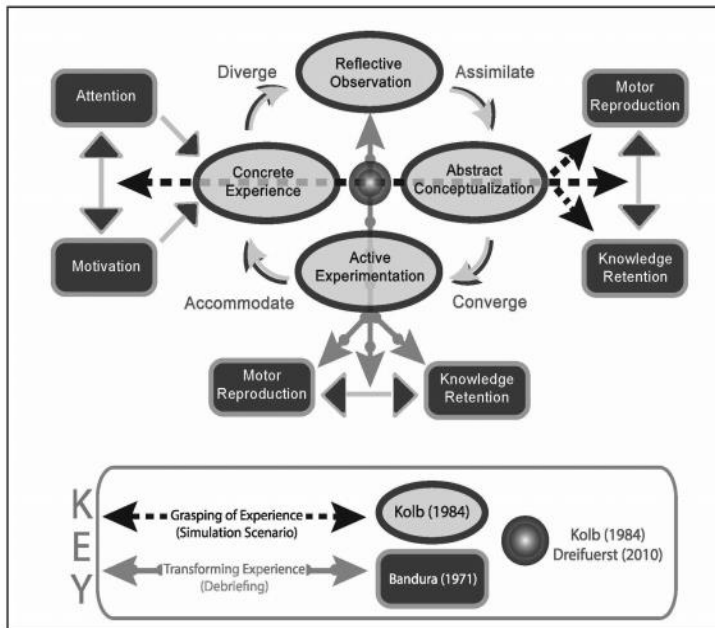 Reflective
Observation
Diverge
Assimilate
Attention
Motor
Reproduction
Concrete
Experience
Abstract
Conceptualization
Motivation
Active
Experimentation
Knowledge
Retention
Accommodate
Converge
Motor
Reproduction
Knowledge
Retention
KEY
Grasping of Experience
(Simulation Scenario)
Kolb (1984)
Kolb (1984)
Dreifuerst (2010)
Transforming Experience
(Debriefing)
Bandura (1971)